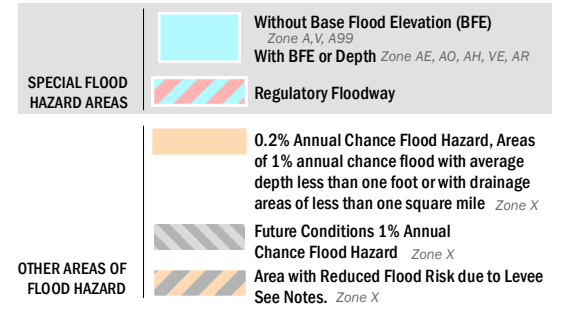 Without Base Flood Elevation (BFE)
Zone A,V, A99
With BFE or Depth Zone AE, AO, AH, VE, AR
SPECIAL FLOOD
HAZARD AREAS
Regulatory Floodway
0.2% Annual Chance Flood Hazard, Areas
of 1% annual chance flood with average
depth less than one foot or with drainage
areas of less than one square mile Zone X
Future Conditions 1% Annual
Chance Flood Hazard Zone X
OTHER AREAS OF
FLOOD HAZARD
Area with Reduced Flood Risk due to Levee
See Notes. Zone X